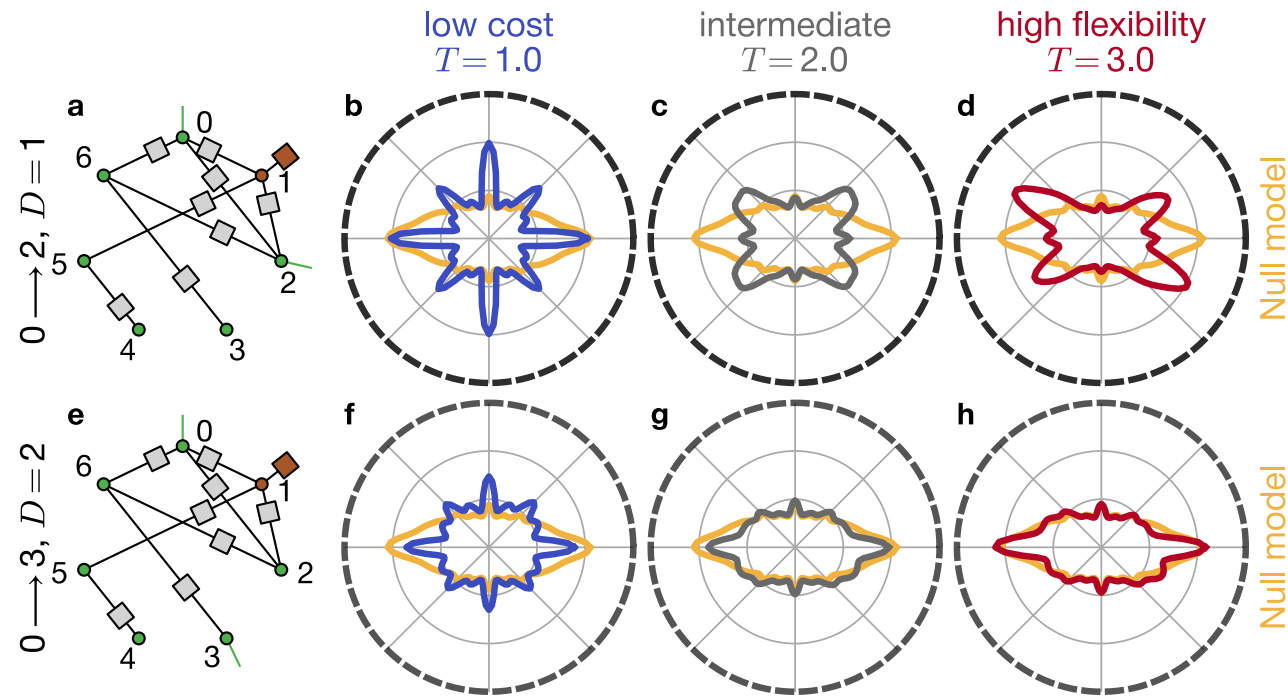 low cost
T = 1.0
intermediate
T = 2.0
high flexibility
T = 3.0
0 ⟶ 2, D = 1
a
0
6
1
5
2
4
3
b
c
d
Null model
0 ⟶ 3, D = 2
e
0
6
1
5
2
4
3
f
g
h
Null model